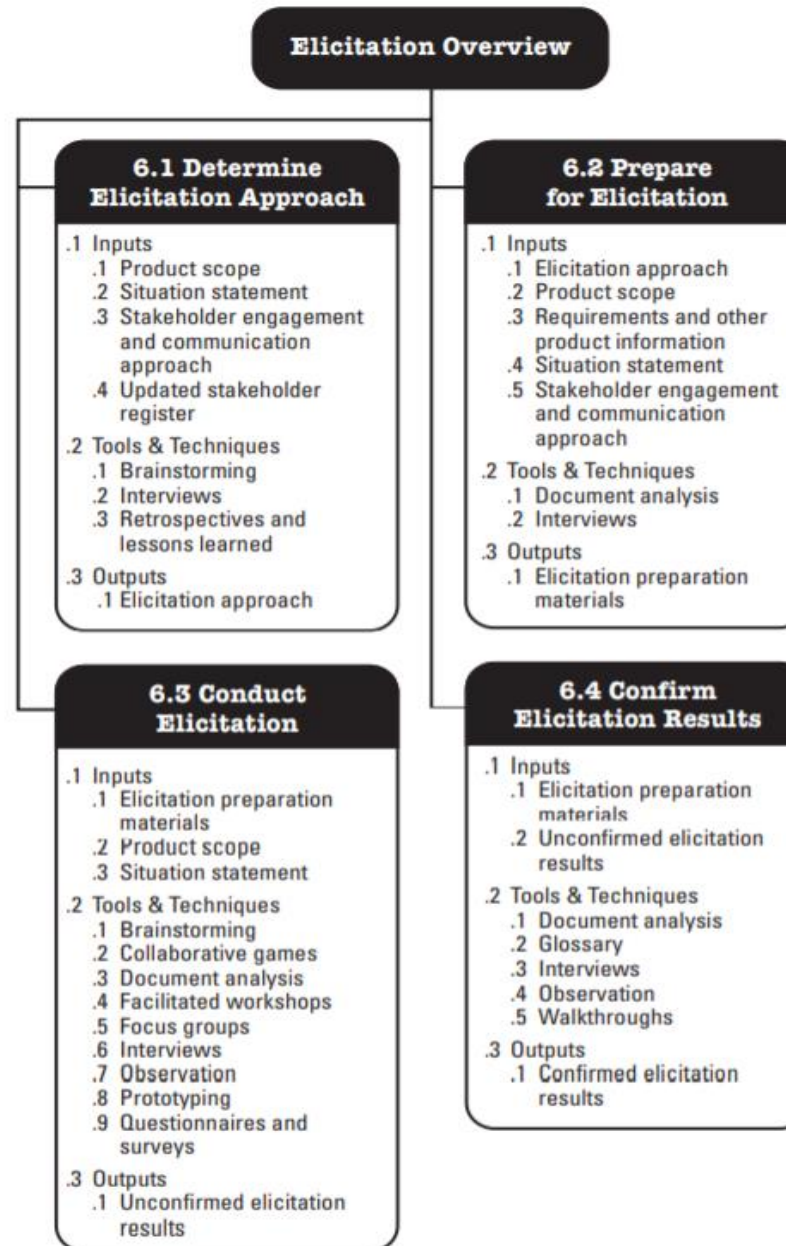 Elicitation Overview
6.1 Determine
Elicitation Approach
.1 Inputs
.1 Product scope
.2 Situation statement
.3 Stakeholder engagement
and communication
approach
.4 Updated stakeholder
register
.2 Tools & Techniques
.1 Brainstorming
.2 Interviews
.3 Retrospectives and
lessons learned
.3 Outputs
.1 Elicitation approach
6.2 Prepare
for Elicitation
.1 Inputs
.1 Elicitation approach
.2 Product scope
.3 Requirements and other
product information
.4 Situation statement
.5 Stakeholder engagement
and communication
approach
.2 Tools & Techniques
.1 Document analysis
.2 Interviews
.3 Outputs
.1 Elicitation preparation
materials
6.3 Conduct
Elicitation
.1 Inputs
.1 Elicitation preparation
materials
.2 Product scope
.3 Situation statement
.2 Tools & Techniques
.1 Brainstorming
.2 Collaborative games
.3 Document analysis
.4 Facilitated workshops
.5 Focus groups
.6 Interviews
.7 Observation
.8 Prototyping
.9 Questionnaires and
surveys
.3 Outputs
.1 Unconfirmed elicitation
results
6.4 Confirm
Elicitation Results
.1 Inputs
.1 Elicitation preparation
materials
.2 Unconfirmed elicitation
results
.2 Tools & Techniques
.1 Document analysis
.2 Glossary
.3 Interviews
.4 Observation
.5 Walkthroughs
.3 Outputs
.1 Confirmed elicitation
results